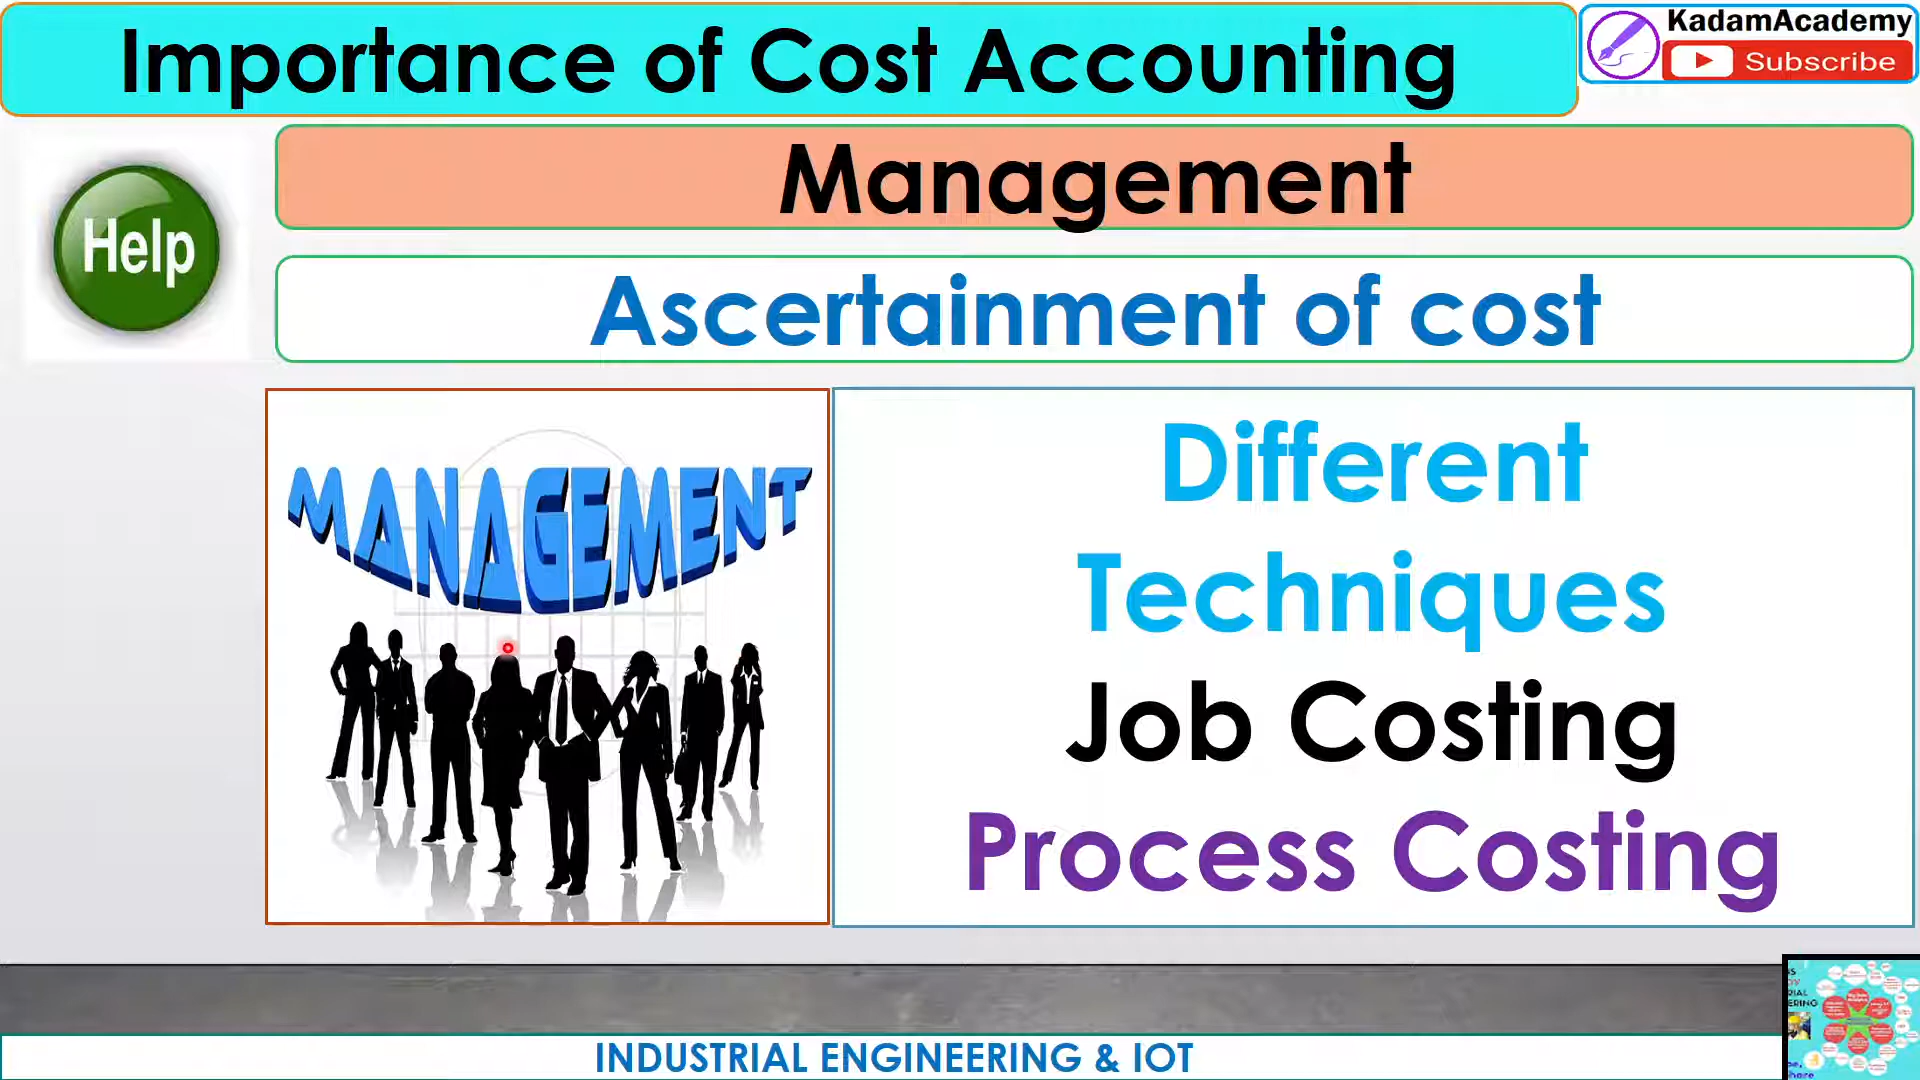 Importance of Cost Accounting
KadamAcademy
Subscribe
Management
Help
Ascertainment of cost
MANAGEMENT
Different
Techniques
Job Costing
Process Costing
INDUSTRIAL ENGINEERING & IOT